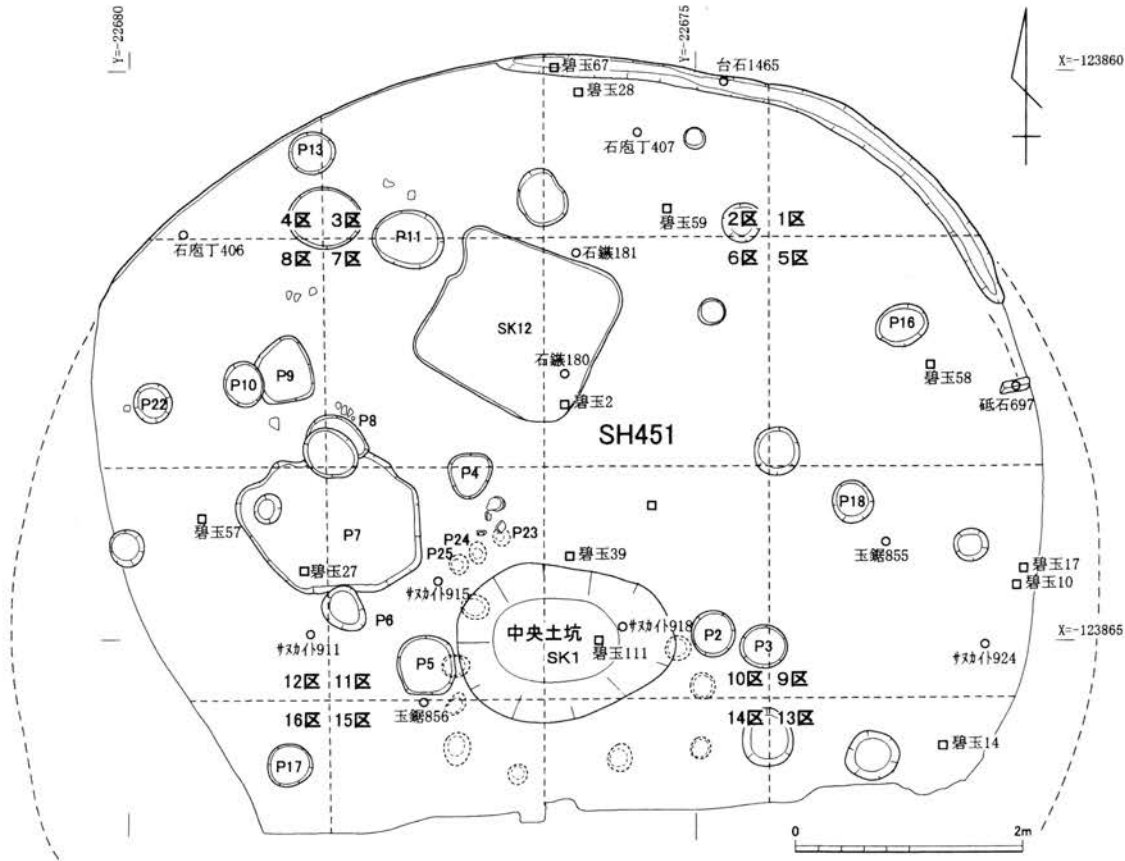 Y=-22680
Y=-22675
X=-123860
碧玉67
台石1465
碧玉28
石庖丁407
P13
碧玉59
4区 3区
2区 1区
P11
石庖丁406
石鏃181
8区 7区
6区 5区
SK12
P16
石鏃180
碧玉58
P9
P10
P22
碧玉2
砥石697
P8
SH451
P4
P18
碧玉57
P7
P24
P23
玉鋸855
P25
碧玉39
碧玉27
碧玉17
碧玉10
サヌカイト915
P6
サヌカイト918
P2
中央土坑
P3
X=-123865
サヌカイト911
碧玉111
SK1
サヌカイト924
P5
12区 11区
10区 9区
玉鋸856
16区 15区
14区 13区
碧玉14
P17
0
2m